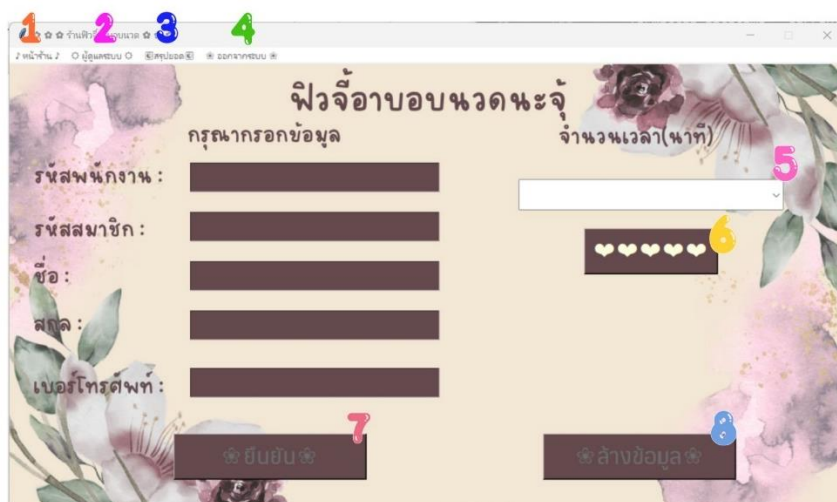 1 2 3 4
♪ หน้าร้าน ♪ ✿ ผู้ดูแลระบบ ✿ สรุปยอด ❀ ออกจากระบบ ❀
ฟิวจี้อาบอบนวดนะจุ้
กรุณากรอกข้อมูล
จำนวนเวลา(นาที)
5
รหัสพนักงาน :
รหัสสมาชิก :
6
❤❤❤❤❤
ชื่อ :
สกุล :
เบอร์โทรศัพท์ :
7 8
❀ยืนยัน❀ ❀ล้างข้อมูล❀